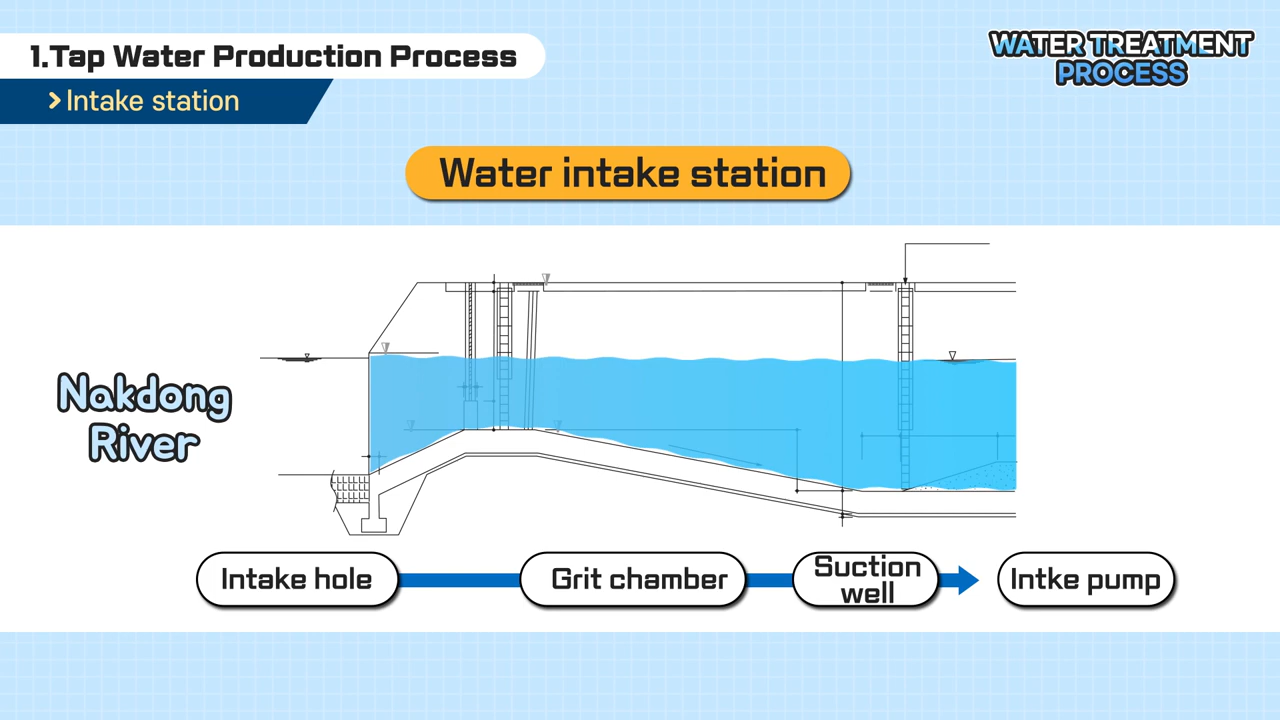 1.Tap Water Production Process
WATER TREATMENT
PROCESS
> Intake station
Water intake station
Nakdong
River
Intake hole
Grit chamber
Suction
well
Intke pump